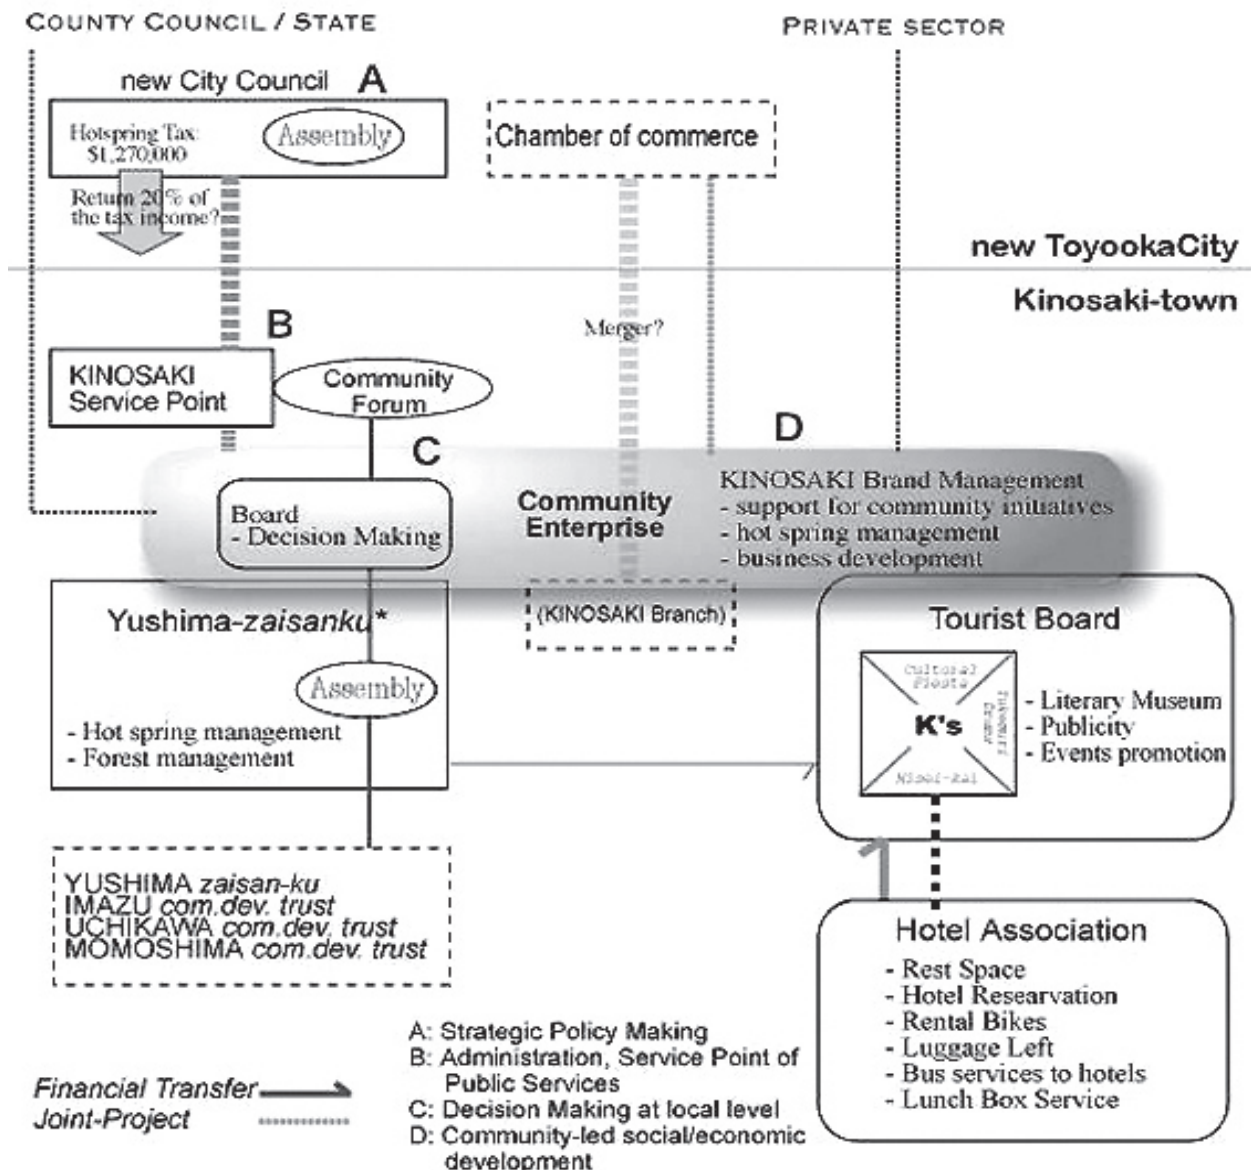 COUNTY COUNCIL / STATE
PRIVATE SECTOR
new City Council
A
Hotspring Tax:
$1,270,000
Assembly
Return 20% of
the tax income?
Chamber of commerce
new ToyookaCity
Kinosaki-town
Merger?
B
KINOSAKI
Service Point
Community
Forum
C
D
Board
- Decision Making
Community
Enterprise
KINOSAKI Brand Management
- support for community initiatives
- hot spring management
- business development
Yushima-zaisanku*
Assembly
- Hot spring management
- Forest management
(KINOSAKI Branch)
Tourist Board
Cultural
K's
- Literary Museum
- Publicity
- Events promotion
YUSHIMA zaisan-ku
IMAZU com.dev. trust
UCHIKAWA com.dev. trust
MOMOSHIMA com.dev. trust
Hotel Association
- Rest Space
- Hotel Researvation
- Rental Bikes
- Luggage Left
- Bus services to hotels
- Lunch Box Service
Financial Transfer
Joint-Project
A: Strategic Policy Making
B: Administration, Service Point of
Public Services
C: Decision Making at local level
D: Community-led social/economic
development